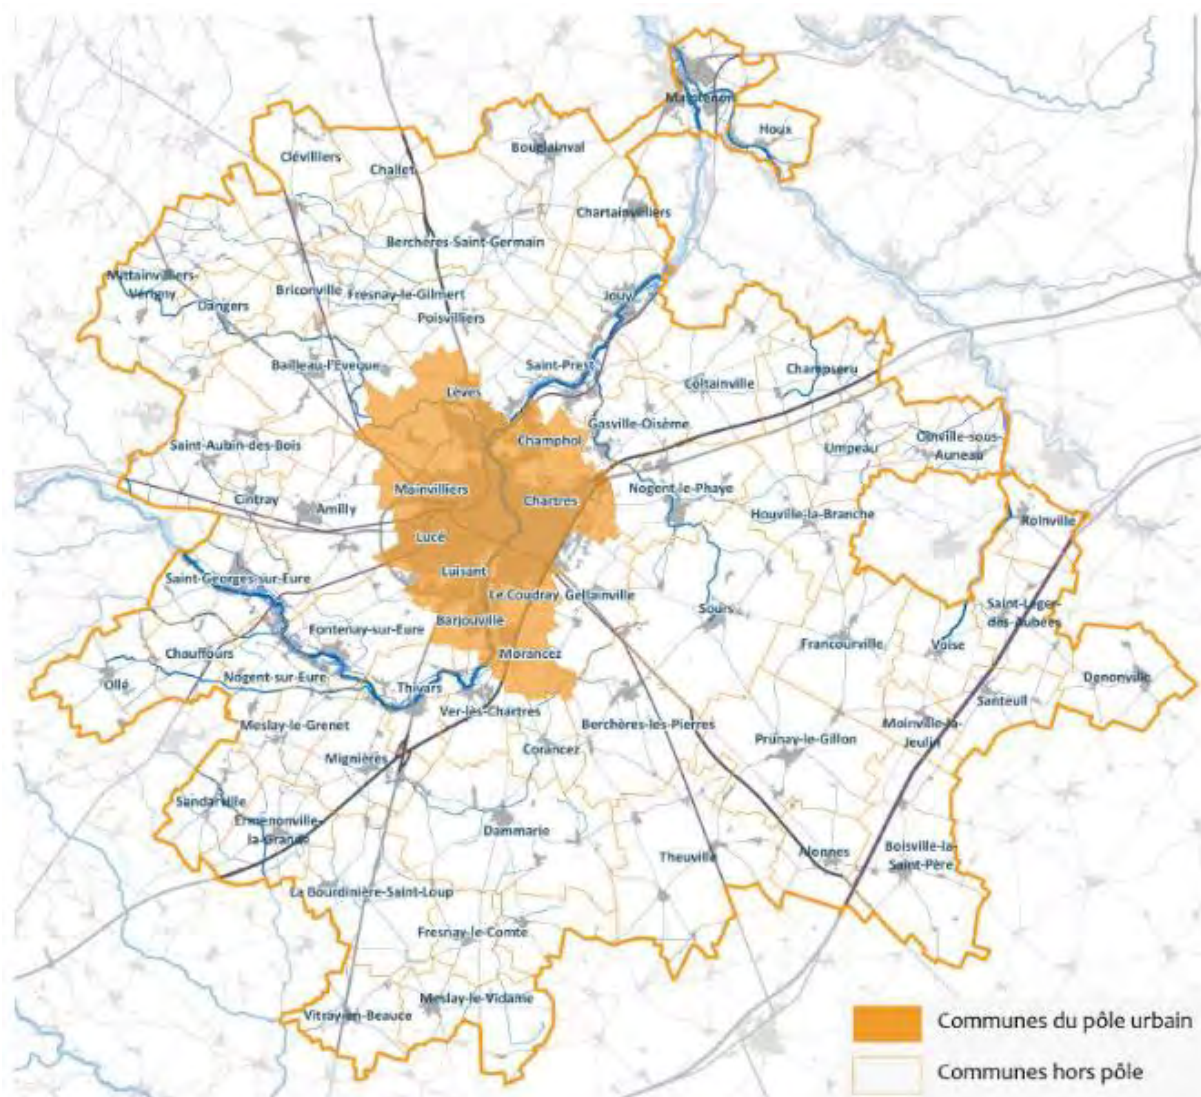 Maintenon
Houx
Clévilliers
Challet
Bouglainval
Chartainvilliers
Berchères-Saint-Germain
Mittainvilliers-
Vérigny
Dangers
Briconville
Fresnay-le-Gilmert
Jouy
Poisvilliers
Bailleau-l'Eveque
Saint-Prest
Coltainville
Champseru
Lèves
Gasville-Oisème
Champhol
Saint-Aubin-des-Bois
Umpeau
Oinville-sous-
Auneau
Mainvilliers
Chartres
Nogent-le-Phaye
Cintray
Amilly
Houville-la-Branche
Roinville
Lucé
Luisant
Saint-Georges-sur-Eure
Le Coudray
Gellainville
Sours
Saint-Léger-
des-Aubées
Barjouville
Fontenay-sur-Eure
Francourville
Voise
Chauffours
Morancez
Ollé
Nogent-sur-Eure
Thivars
Denonville
Santeuil
Ver-lès-Chartres
Meslay-le-Grenet
Berchères-les-Pierres
Moinville-la-
Jeulin
Prunay-le-Gillon
Corancez
Mignières
Sandarville
Ermenonville-
la-Grande
Dammarie
Theuville
Allonnes
Boisville-la-
Saint-Père
La Bourdinière-Saint-Loup
Fresnay-le-Comte
Meslay-le-Vidame
Vitray-en-Beauce
Communes du pôle urbain
Communes hors pôle